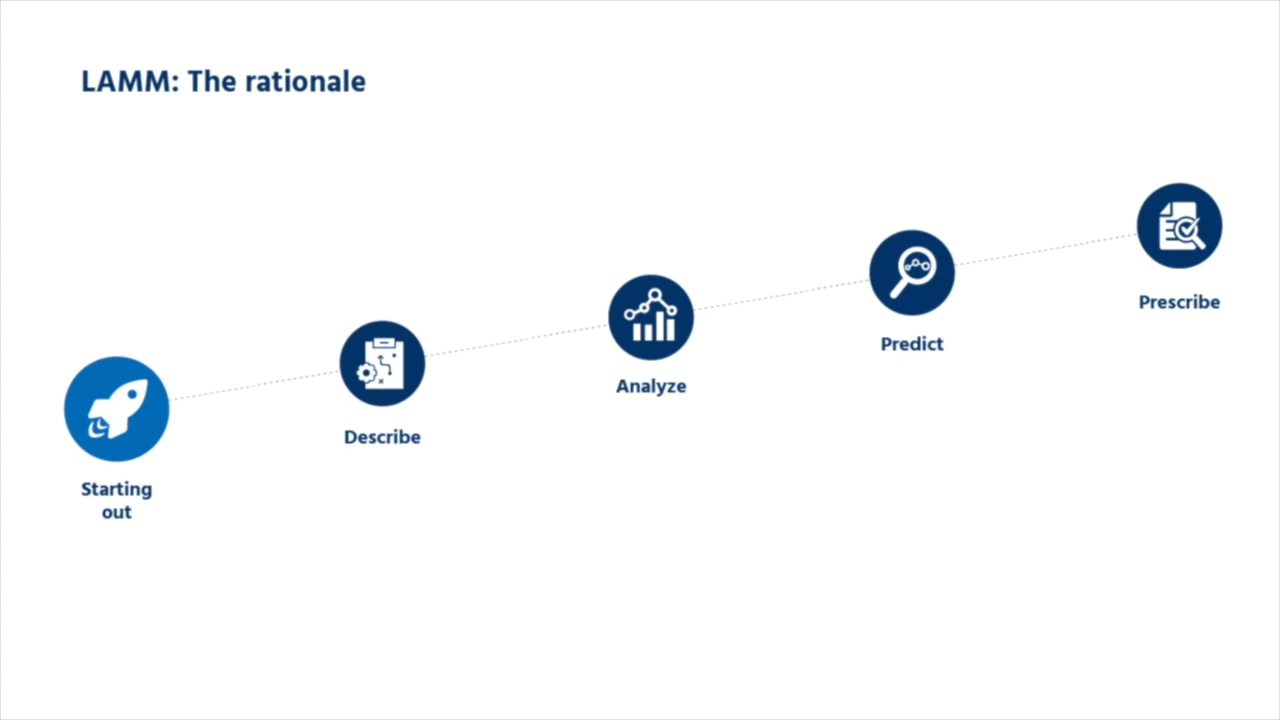 LAMM: The rationale
Starting
out
Describe
Analyze
Predict
Prescribe